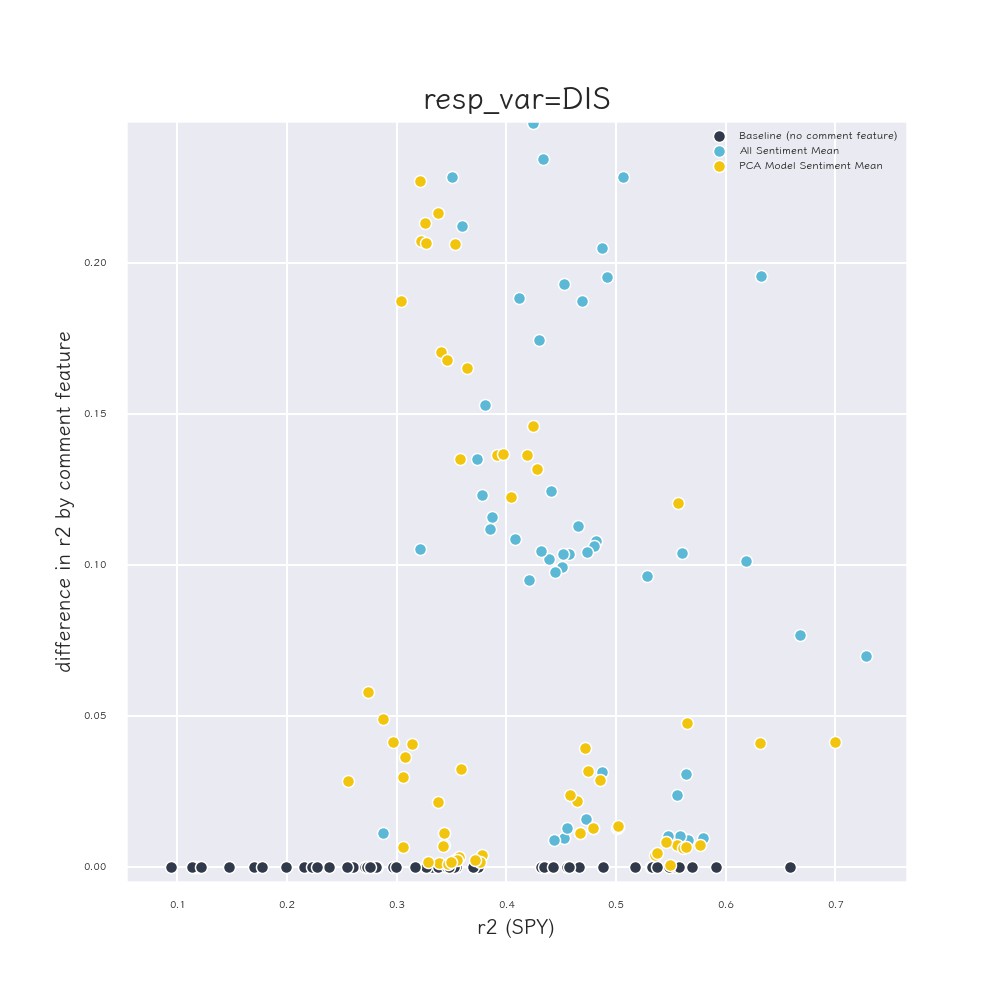 resp_var=DIS
Baseline (no comment feature)
All Sentiment Mean
PCA Model Sentiment Mean
difference in r2 by comment feature
0.20
0.15
0.10
0.05
0.00
0.1 0.2 0.3 0.4 0.5 0.6 0.7
r2 (SPY)